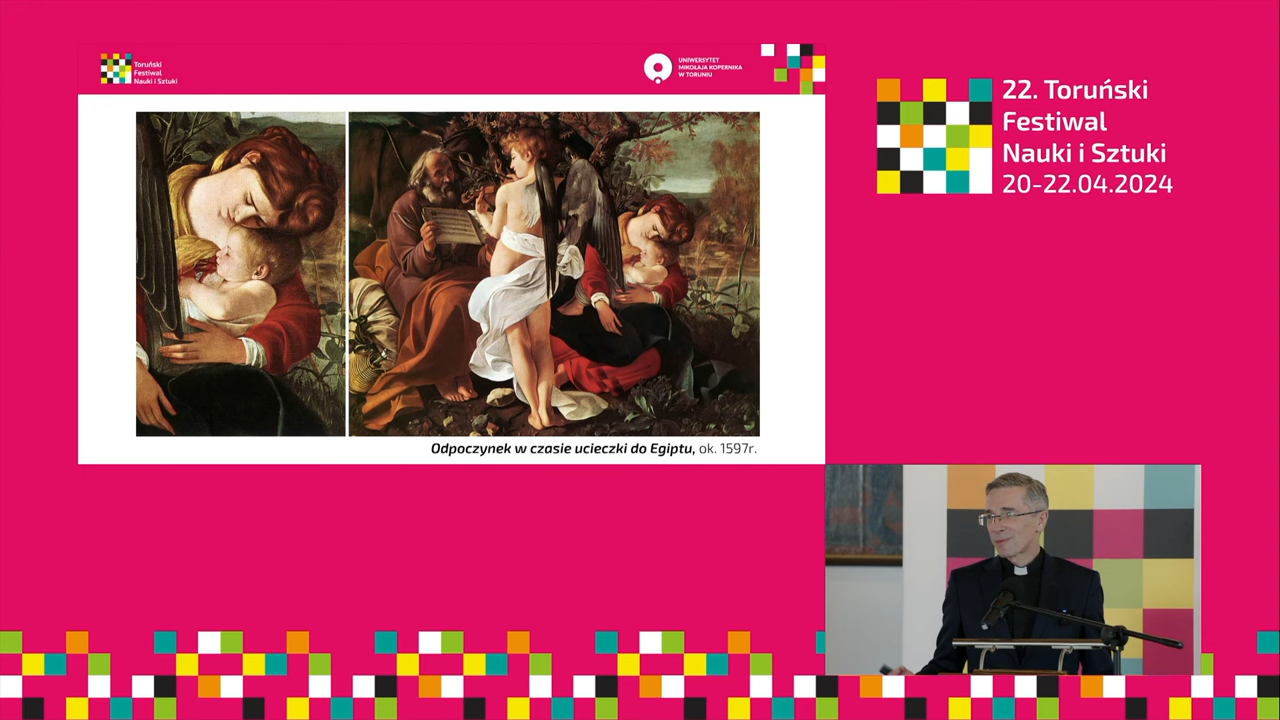 Toruński
Festiwal
Nauki i Sztuki
UNIWERSYTET
MIKOŁAJA KOPERNIKA
W TORUNIU
22. Toruński
Festiwal
Nauki i Sztuki
20-22.04.2024
Odpoczynek w czasie ucieczki do Egiptu, ok. 1597r.